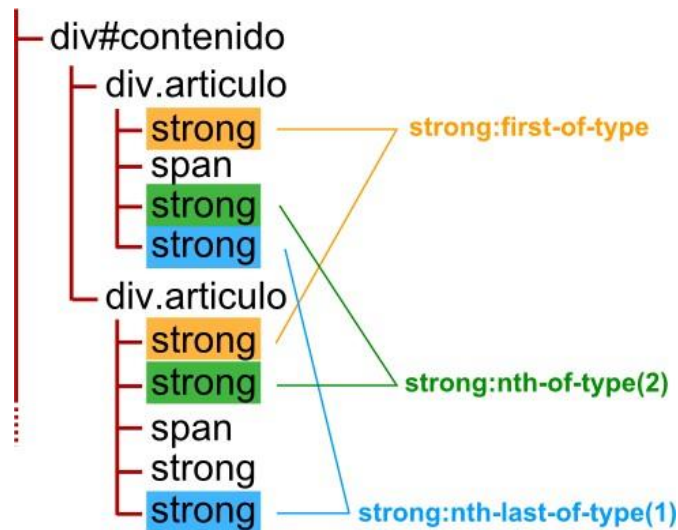 div#contenido
div.articulo
strong
strong:first-of-type
span
strong
strong
div.articulo
strong
strong
strong:nth-of-type(2)
span
strong
strong
strong:nth-last-of-type(1)